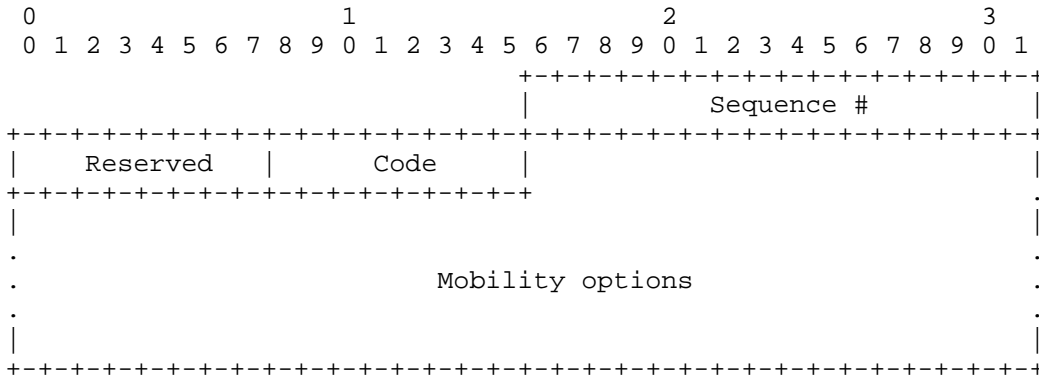 0                   1                   2                   3
 0 1 2 3 4 5 6 7 8 9 0 1 2 3 4 5 6 7 8 9 0 1 2 3 4 5 6 7 8 9 0 1
                                +-+-+-+-+-+-+-+-+-+-+-+-+-+-+-+-+
                                |          Sequence #           |
+-+-+-+-+-+-+-+-+-+-+-+-+-+-+-+-+-+-+-+-+-+-+-+-+-+-+-+-+-+-+-+-+
|    Reserved   |      Code     |                               |
+-+-+-+-+-+-+-+-+-+-+-+-+-+-+-+-+                               .
|                                                               |
.                                                               .
.                          Mobility options                     .
.                                                               .
|                                                               |
+-+-+-+-+-+-+-+-+-+-+-+-+-+-+-+-+-+-+-+-+-+-+-+-+-+-+-+-+-+-+-+-+